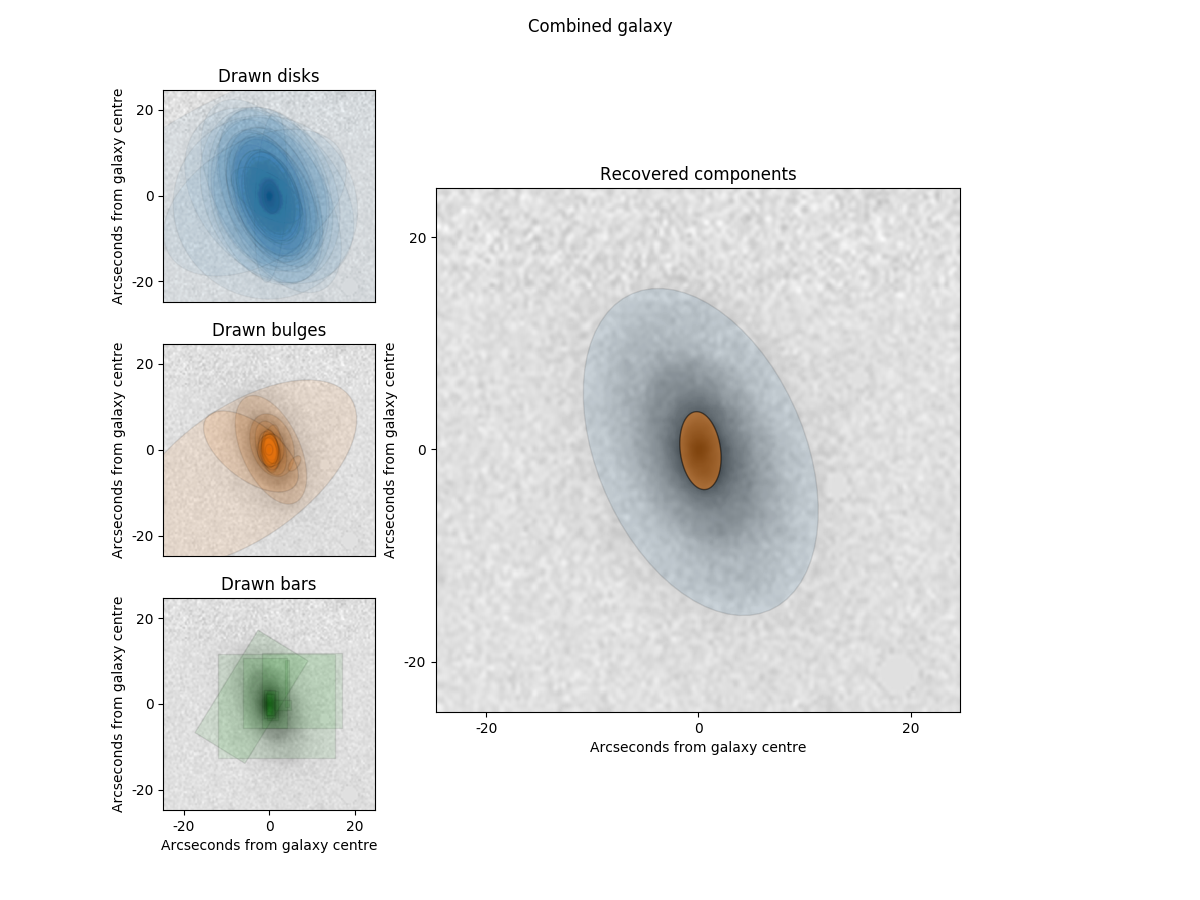 Combined galaxy
Drawn disks
Arcseconds from galaxy centre
20
0
-20
Drawn bulges
Arcseconds from galaxy centre
20
0
-20
Drawn bars
Arcseconds from galaxy centre
20
0
-20
-20 0 20
Arcseconds from galaxy centre
Recovered components
Arcseconds from galaxy centre
20
0
-20
-20 0 20
Arcseconds from galaxy centre